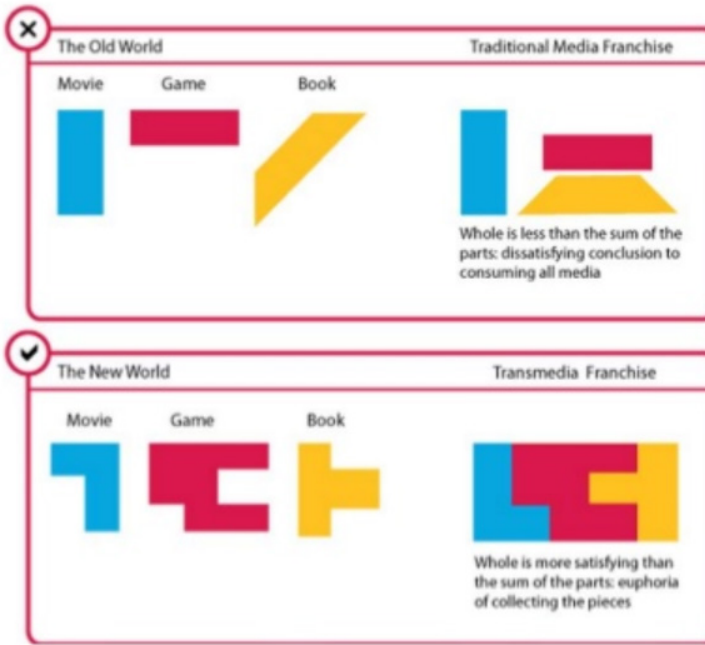 The Old World
Traditional Media Franchise
Movie
Game
Book
Whole is less than the sum of the
parts: dissatisfying conclusion to
consuming all media
The New World
Transmedia Franchise
Movie
Game
Book
Whole is more satisfying than
the sum of the parts: euphoria
of collecting the pieces